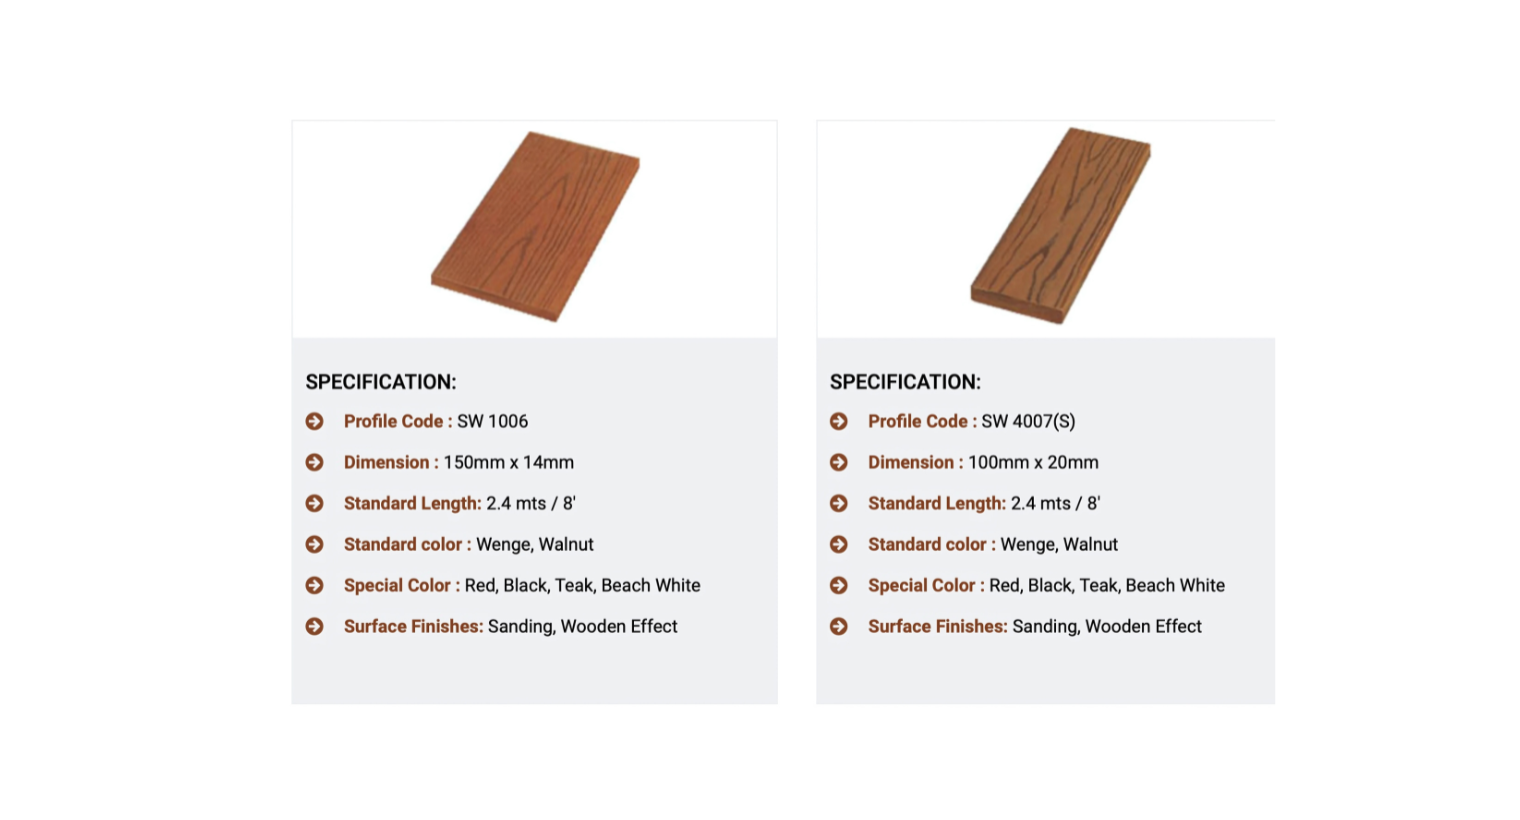 SPECIFICATION:
Profile Code : SW 1006
Dimension : 150mm x 14mm
Standard Length: 2.4 mts / 8'
Standard color : Wenge, Walnut
Special Color : Red, Black, Teak, Beach White
Surface Finishes: Sanding, Wooden Effect
SPECIFICATION:
Profile Code : SW 4007(S)
Dimension : 100mm x 20mm
Standard Length: 2.4 mts / 8'
Standard color : Wenge, Walnut
Special Color : Red, Black, Teak, Beach White
Surface Finishes: Sanding, Wooden Effect